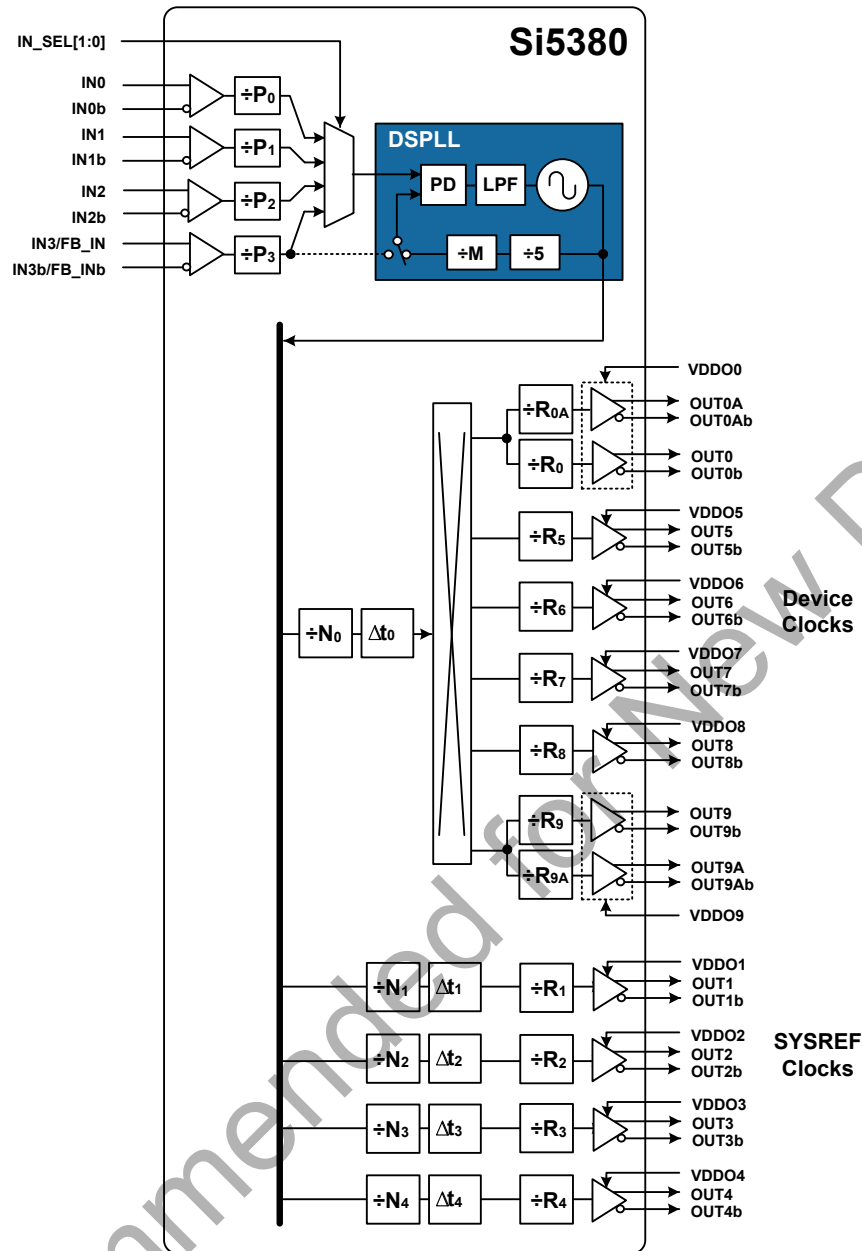 Si5380
IN_SEL[1:0]
IN0
IN0b
÷P0
IN1
IN1b
÷P1
IN2
IN2b
÷P2
IN3/FB_IN
IN3b/FB_INb
÷P3
DSPLL
PD
LPF
÷M
÷5
÷N0
Δt0
VDDO0
÷R0A
OUT0A
OUT0Ab
÷R0
OUT0
OUT0b
VDDO5
÷R5
OUT5
OUT5b
VDDO6
÷R6
OUT6
OUT6b
Device
Clocks
VDDO7
÷R7
OUT7
OUT7b
VDDO8
÷R8
OUT8
OUT8b
÷R9
OUT9
OUT9b
÷R9A
OUT9A
OUT9Ab
VDDO9
÷N1
Δt1
÷R1
VDDO1
OUT1
OUT1b
÷N2
Δt2
÷R2
VDDO2
OUT2
OUT2b
SYSREF
Clocks
÷N3
Δt3
÷R3
VDDO3
OUT3
OUT3b
÷N4
Δt4
÷R4
VDDO4
OUT4
OUT4b
mmended for New D